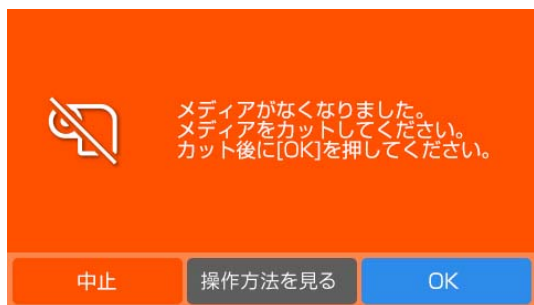 メディアがなくなりました。
メディアをカットしてください。
カット後に[OK]を押してください。
中止
操作方法を見る
OK